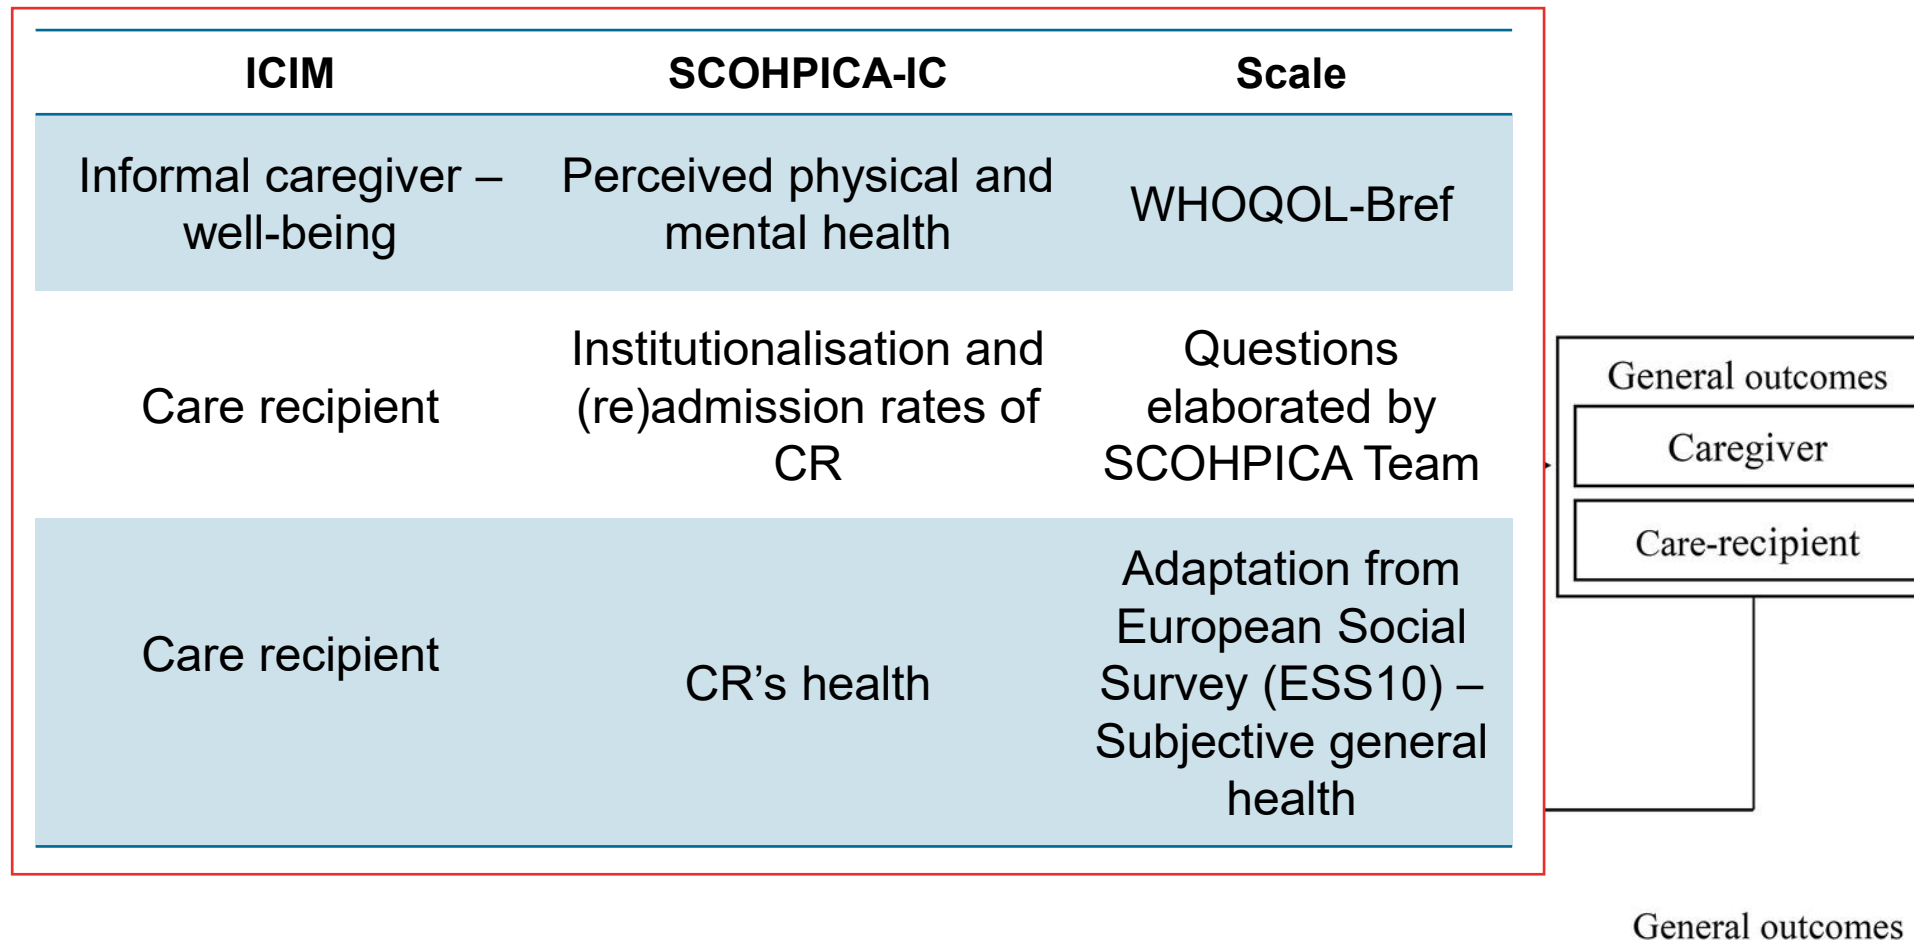 ICIM SCOHPICA-IC Scale
Informal caregiver –
well-being
Perceived physical and
mental health
WHOQOL-Bref
Care recipient
Institutionalisation and
(re)admission rates of
CR
Questions
elaborated by
SCOHPICA Team
Care recipient
CR’s health
Adaptation from
European Social
Survey (ESS10) –
Subjective general
health
General outcomes
Caregiver
Care-recipient
General outcomes